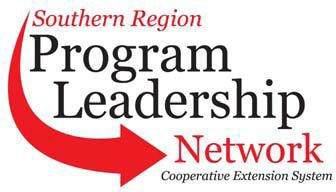 Southern Region
Program
Leadership
Network
Cooperative Extension System